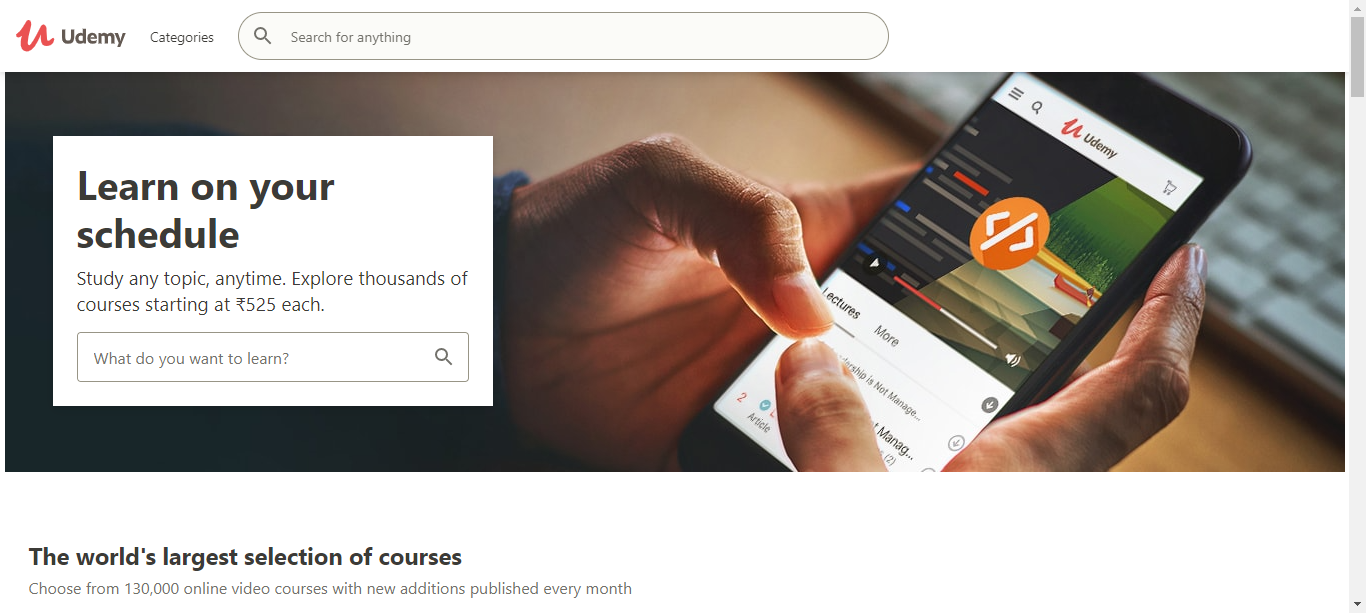 Udemy
Categories
Search for anything
Learn on your
schedule
Study any topic, anytime. Explore thousands of
courses starting at ₹525 each.
What do you want to learn?
Udemy
Lectures
More
is Not Manage...
2
Article
Manag...
(2)
The world's largest selection of courses
Choose from 130,000 online video courses with new additions published every month